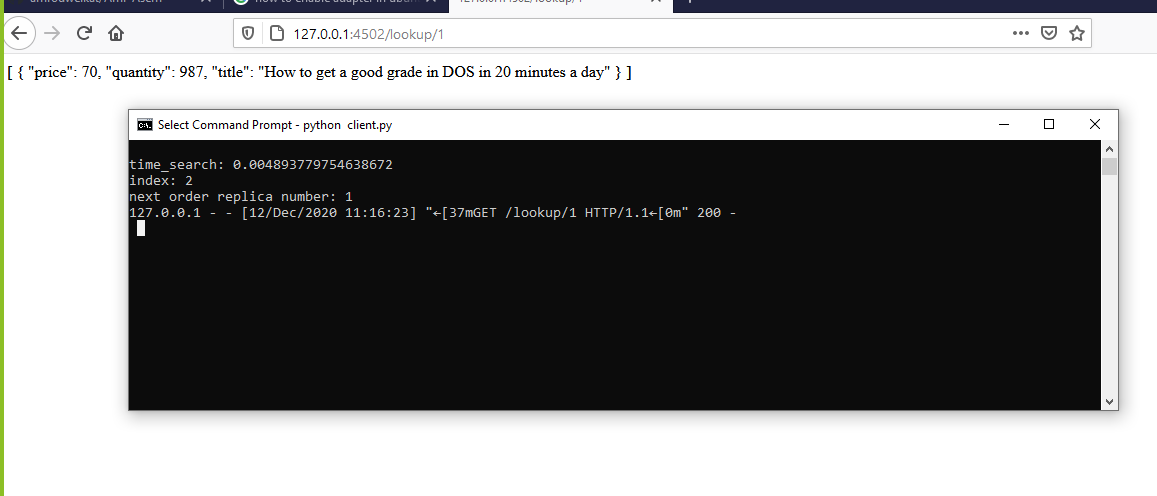 127.0.0.1:4502/lookup/1
[ { "price": 70, "quantity": 987, "title": "How to get a good grade in DOS in 20 minutes a day" } ]
Select Command Prompt - python client.py
time_search: 0.004893779754638672
index: 2
next order replica number: 1
127.0.0.1 - - [12/Dec/2020 11:16:23] "←[37mGET /lookup/1 HTTP/1.1←[0m" 200 -